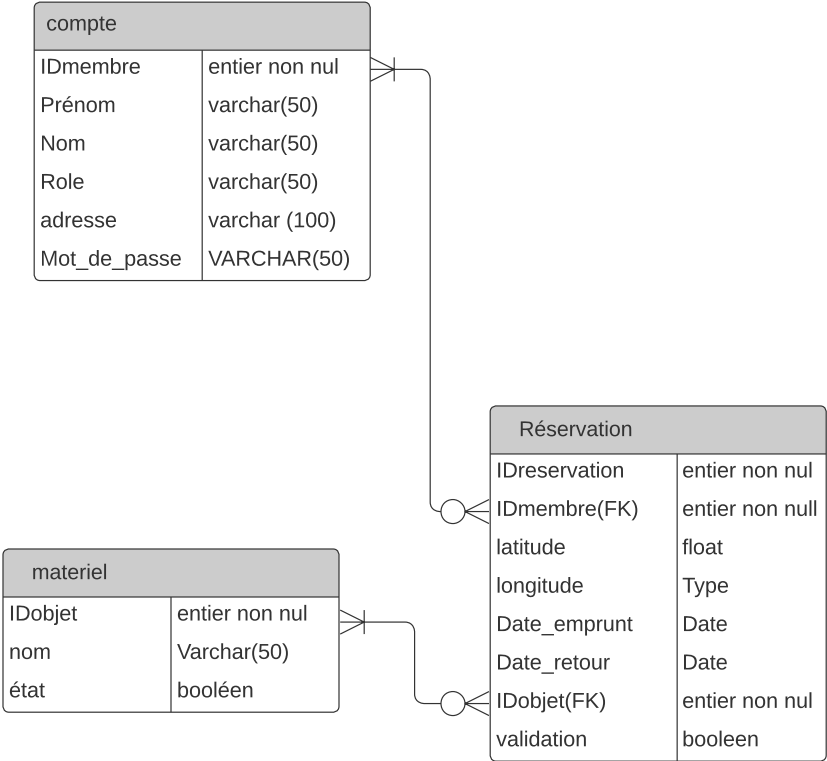 compte
IDmembre entier non nul
Prénom varchar(50)
Nom varchar(50)
Role varchar(50)
adresse varchar (100)
Mot_de_passe VARCHAR(50)
Réservation
IDreservation entier non nul
IDmembre(FK) entier non null
latitude float
longitude Type
Date_emprunt Date
Date_retour Date
IDobjet(FK) entier non nul
validation booleen
materiel
IDobjet entier non nul
nom Varchar(50)
état booléen